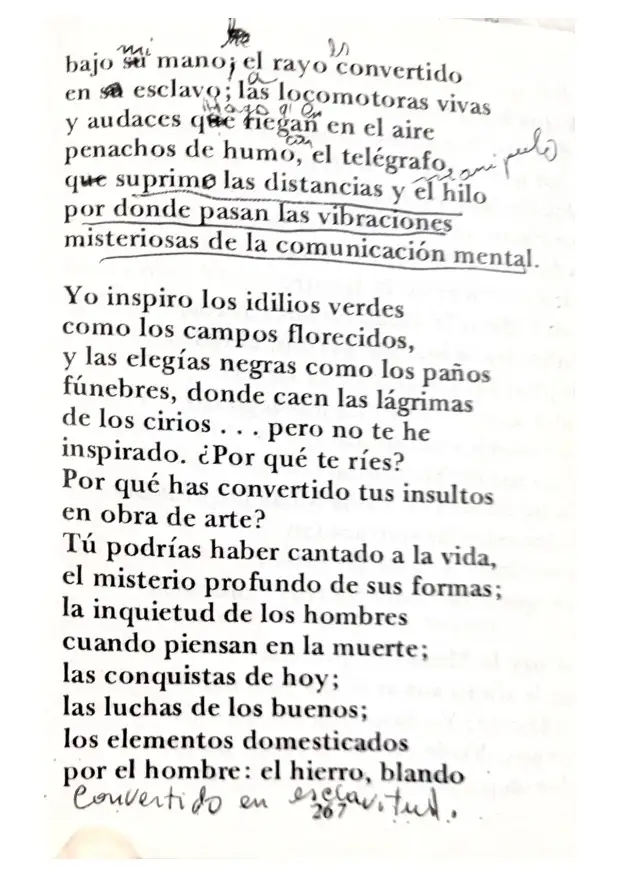 mi he es
bajo su mano; el rayo convertido
a
en su esclavo; las locomotoras vivas
Hago q'
y audaces que riegan en el aire
con
penachos de humo, el telégrafo,
manipulo
que suprime las distancias y el hilo
por donde pasan las vibraciones
misteriosas de la comunicación mental.
Yo inspiro los idilios verdes
como los campos florecidos,
y las elegías negras como los paños
fúnebres, donde caen las lágrimas
de los cirios . . . pero no te he
inspirado. ¿Por qué te ríes?
Por qué has convertido tus insultos
en obra de arte?
Tú podrías haber cantado a la vida,
el misterio profundo de sus formas;
la inquietud de los hombres
cuando piensan en la muerte;
las conquistas de hoy;
las luchas de los buenos;
los elementos domesticados
por el hombre: el hierro, blando
Convertido en esclavitud.
267